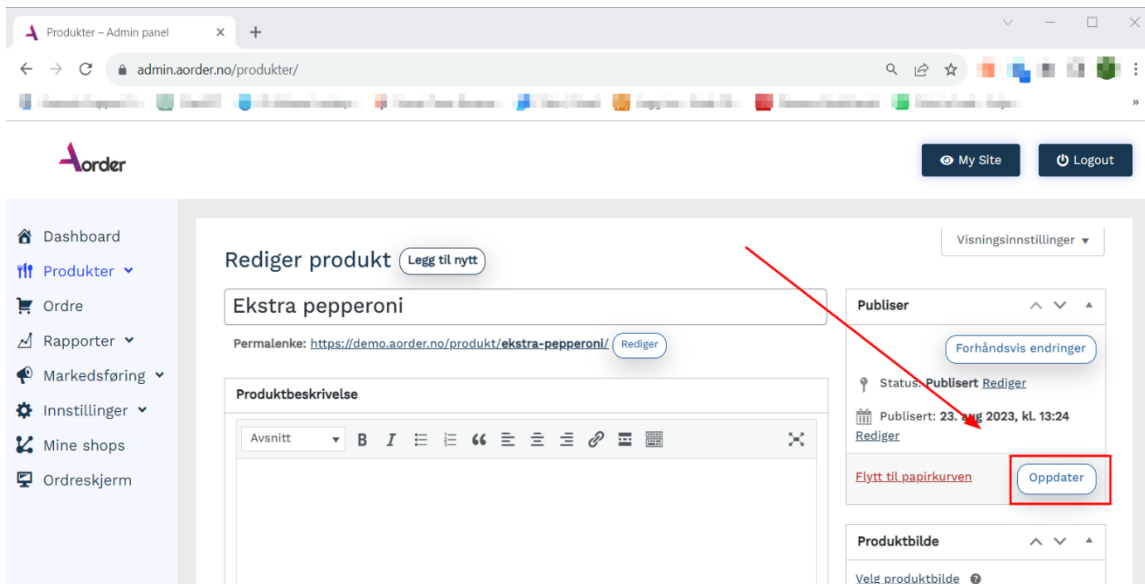 Produkter – Admin panel
admin.aorder.no/produkter/
Aorder
My Site
Logout
Dashboard
Produkter
Ordre
Rapporter
Markedsføring
Innstillinger
Mine shops
Ordreskjerm
Visningsinnstillinger
Rediger produkt Legg til nytt
Ekstra pepperoni
Permalenke: https://demo.aorder.no/produkt/ekstra-pepperoni/ Rediger
Produktbeskrivelse
Avsnitt
Publiser
Forhåndsvis endringer
Status: Publisert Rediger
Publisert: 23. aug 2023, kl. 13:24
Rediger
Flytt til papirkurven
Oppdater
Produktbilde
Velg produktbilde